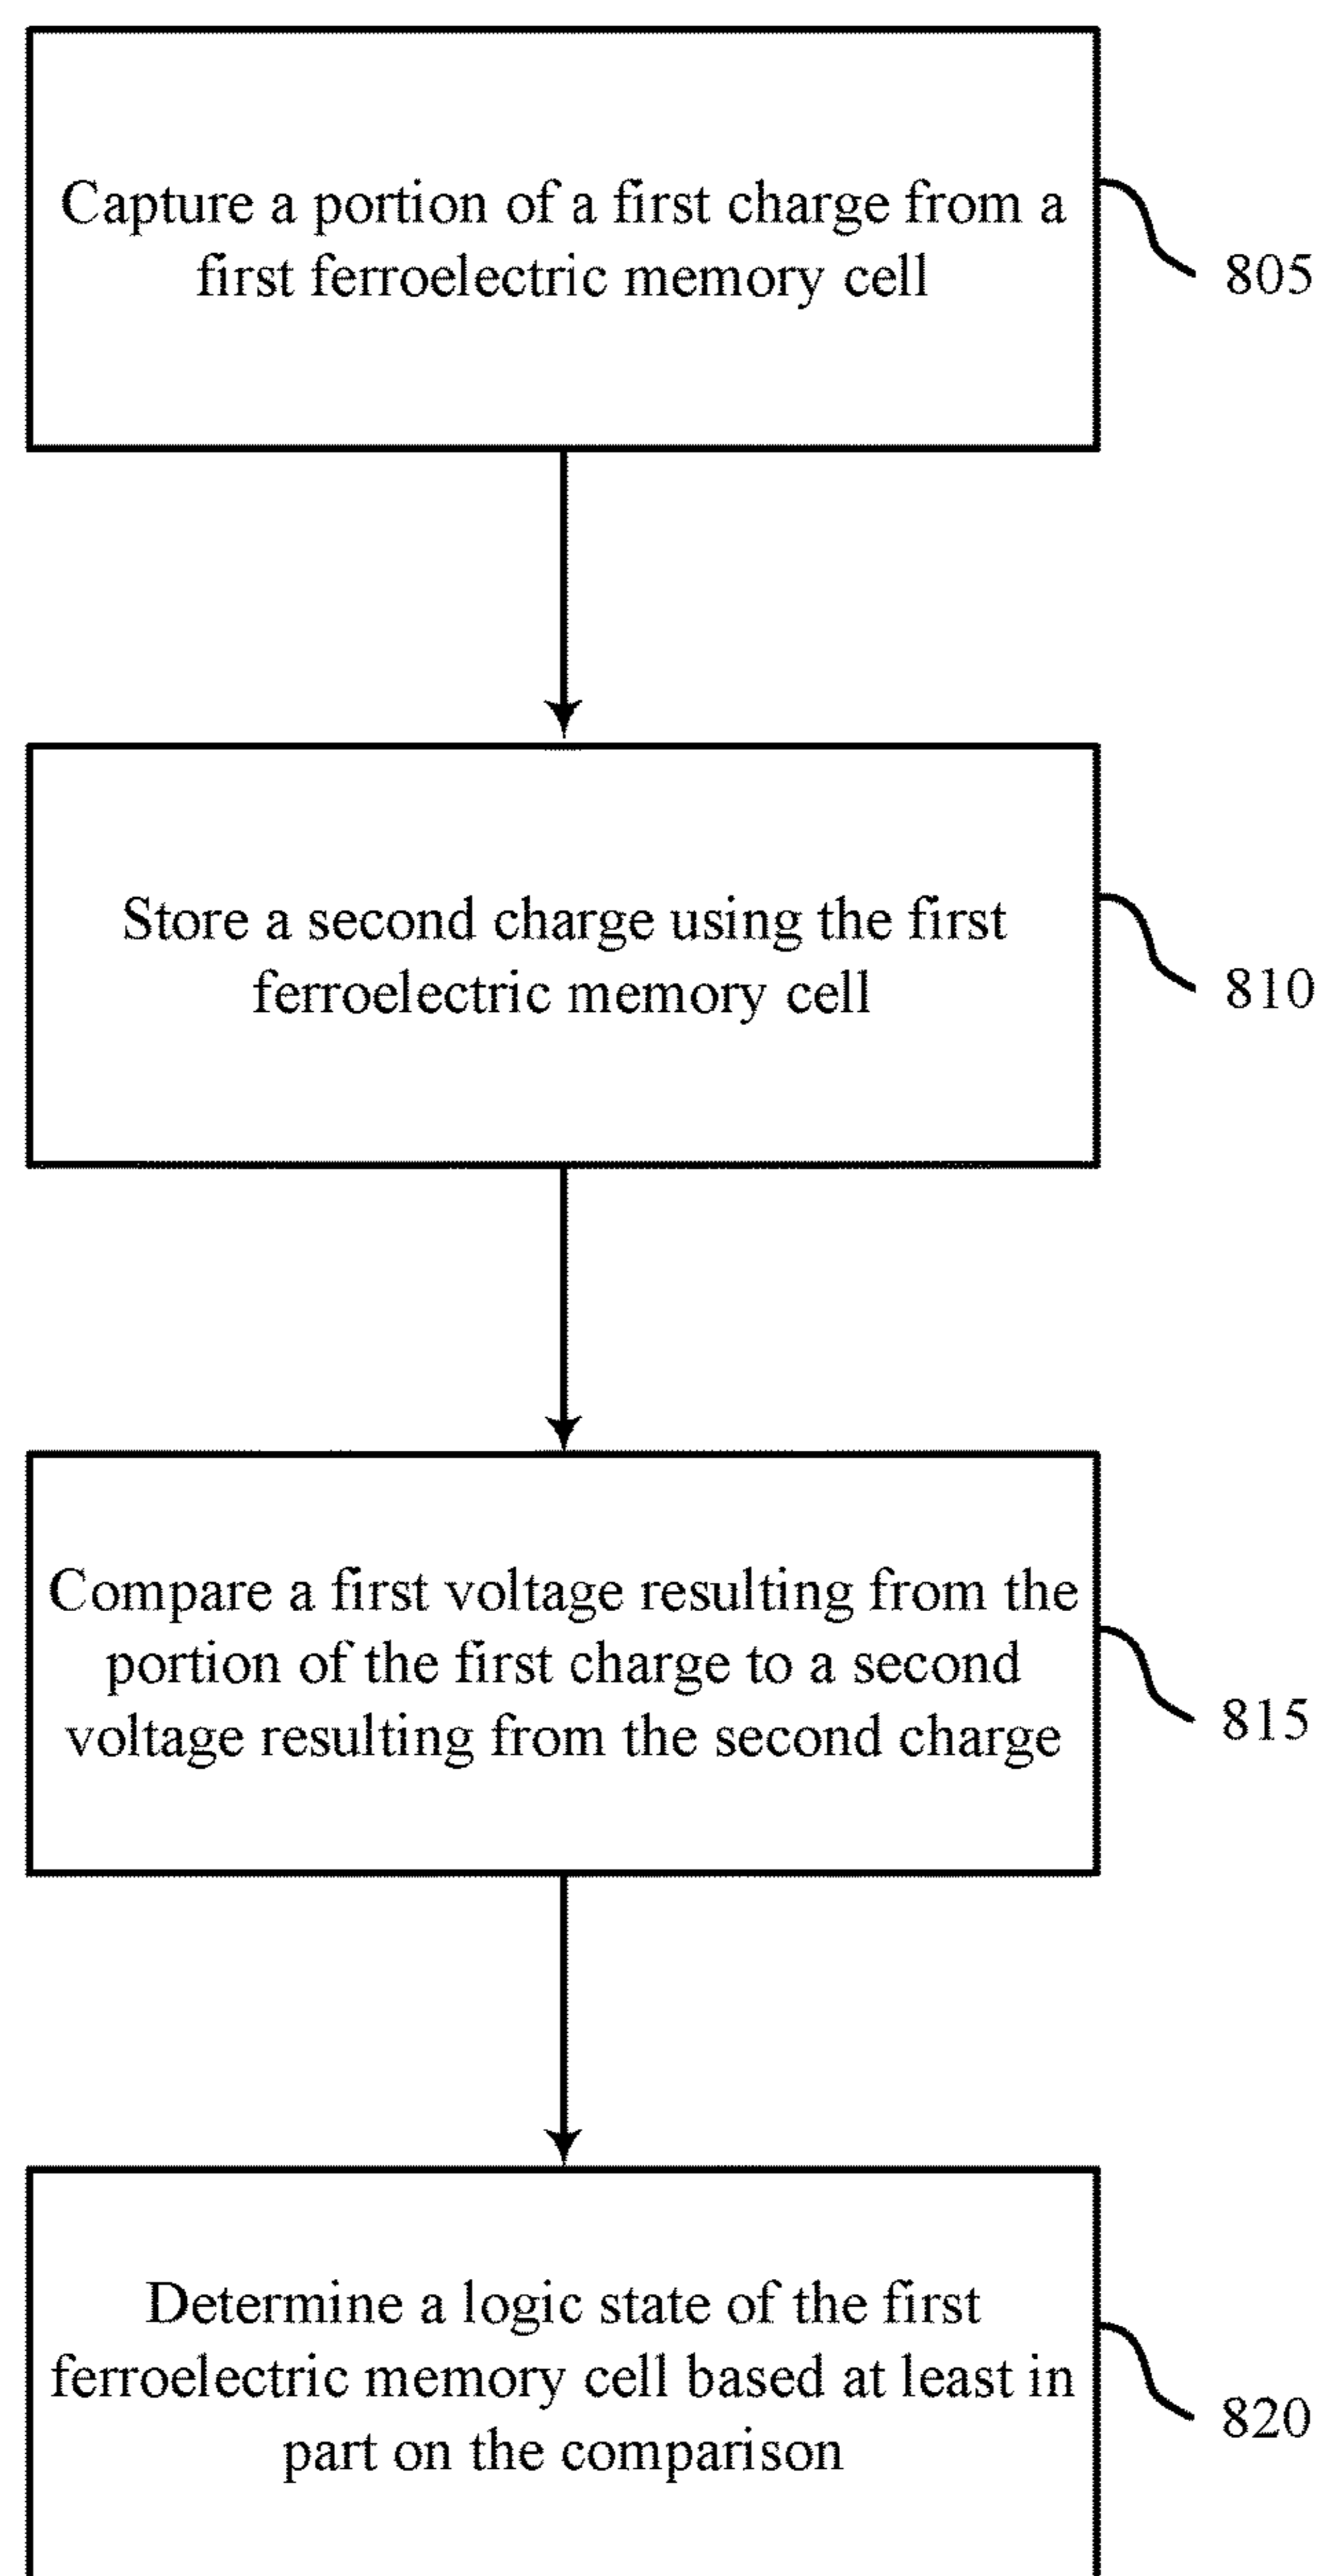 Capture a portion of a first charge from a
first ferroelectric memory cell
805
Store a second charge using the first
ferroelectric memory cell
810
Compare a first voltage resulting from the
portion of the first charge to a second
voltage resulting from the second charge
815
Determine a logic state of the first
ferroelectric memory cell based at least in
part on the comparison
820